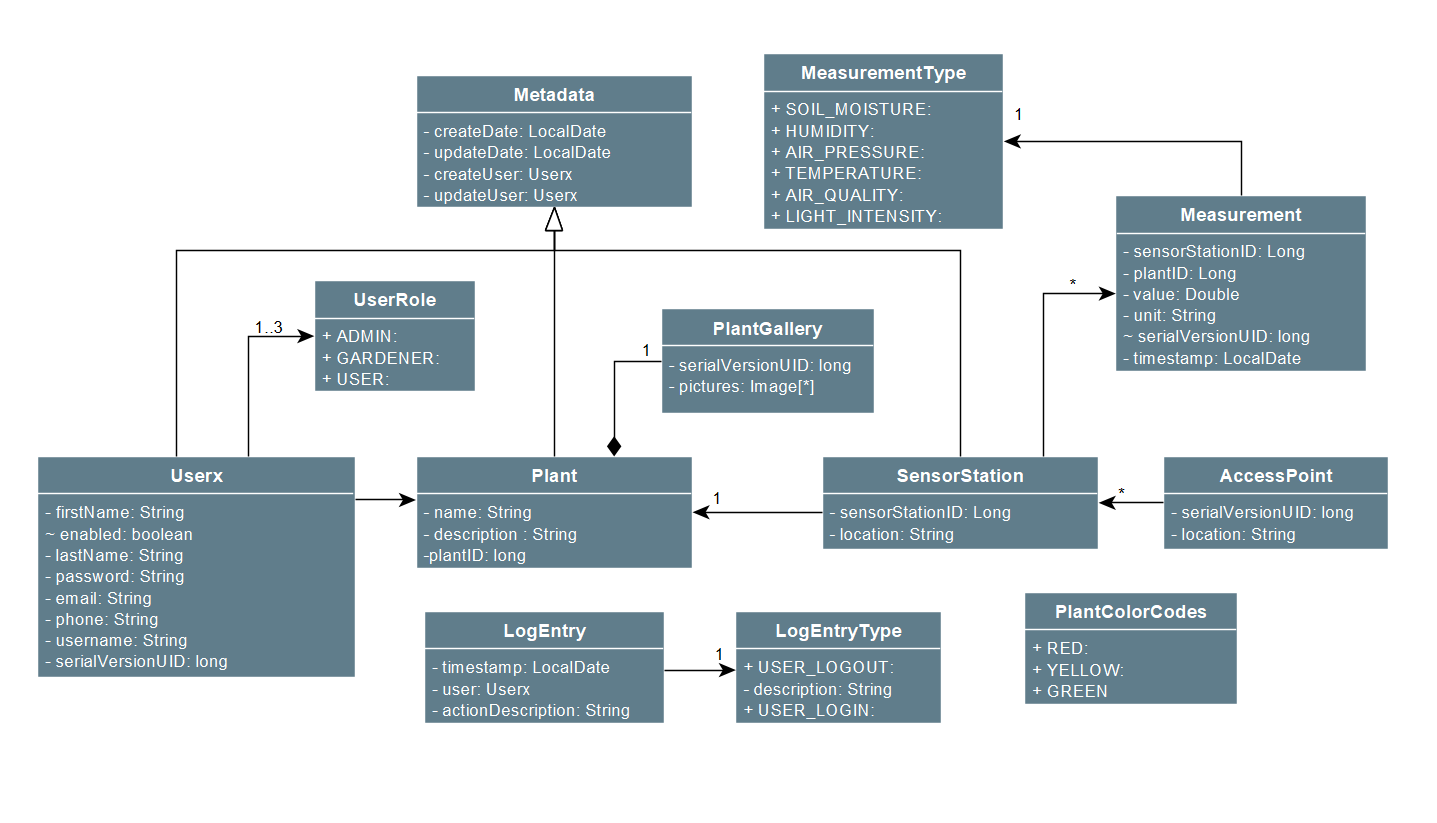 Metadata
- createDate: LocalDate
- updateDate: LocalDate
- createUser: Userx
- updateUser: Userx
MeasurementType
+ SOIL_MOISTURE:
+ HUMIDITY:
+ AIR_PRESSURE:
+ TEMPERATURE:
+ AIR_QUALITY:
+ LIGHT_INTENSITY:
1
Measurement
- sensorStationID: Long
- plantID: Long
- value: Double
- unit: String
~ serialVersionUID: long
- timestamp: LocalDate
*
UserRole
+ ADMIN:
+ GARDENER:
+ USER:
1..3
PlantGallery
- serialVersionUID: long
- pictures: Image[*]
1
Userx
- firstName: String
~ enabled: boolean
- lastName: String
- password: String
- email: String
- phone: String
- username: String
- serialVersionUID: long
Plant
- name: String
- description : String
-plantID: long
1
SensorStation
- sensorStationID: Long
- location: String
*
AccessPoint
- serialVersionUID: long
- location: String
LogEntry
- timestamp: LocalDate
- user: Userx
- actionDescription: String
1
LogEntryType
+ USER_LOGOUT:
- description: String
+ USER_LOGIN:
PlantColorCodes
+ RED:
+ YELLOW:
+ GREEN